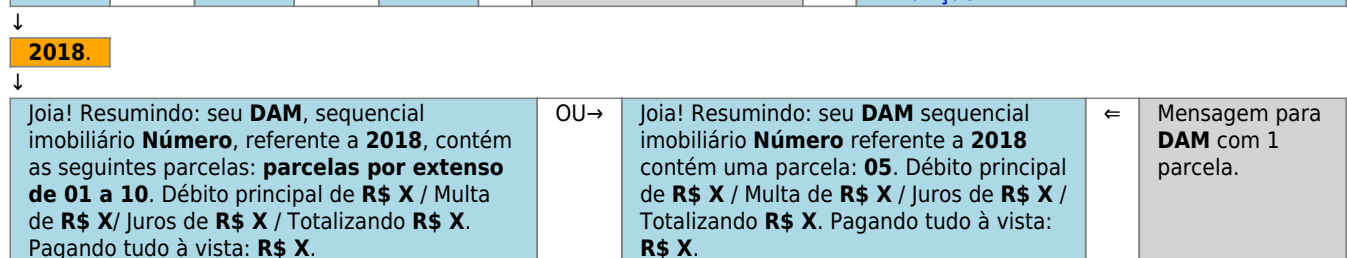 ↓
2018.
↓
Joia! Resumindo: seu DAM, sequencial
imobiliário Número, referente a 2018, contém
as seguintes parcelas: parcelas por extenso
de 01 a 10. Débito principal de R$ X / Multa
de R$ X/ Juros de R$ X / Totalizando R$ X.
Pagando tudo à vista: R$ X.
OU→
Joia! Resumindo: seu DAM sequencial
imobiliário Número referente a 2018
contém uma parcela: 05. Débito principal
de R$ X / Multa de R$ X / Juros de R$ X /
Totalizando R$ X. Pagando tudo à vista:
R$ X.
⇐
Mensagem para
DAM com 1
parcela.